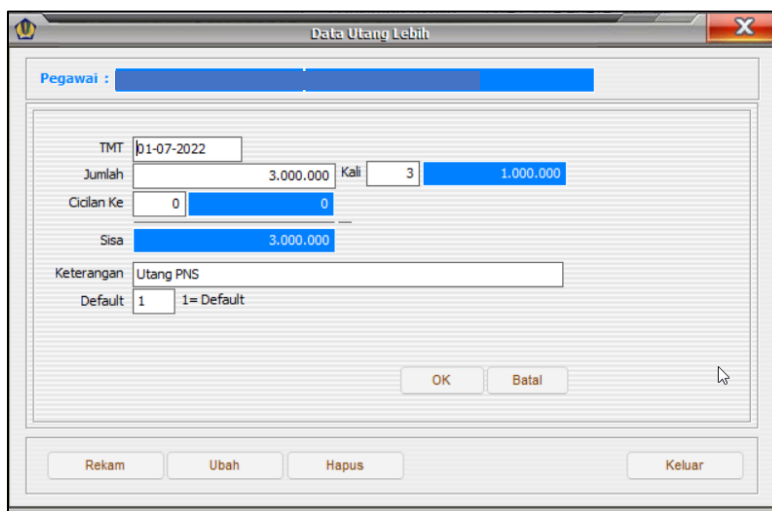 Data Utang Lebih
X
Pegawai :
TMT 01-07-2022
Jumlah 3.000.000 Kali 3 1.000.000
Cicilan Ke 0 0
Sisa 3.000.000
Keterangan Utang PNS
Default 1 1= Default
OK Batal
Rekam Ubah Hapus Keluar